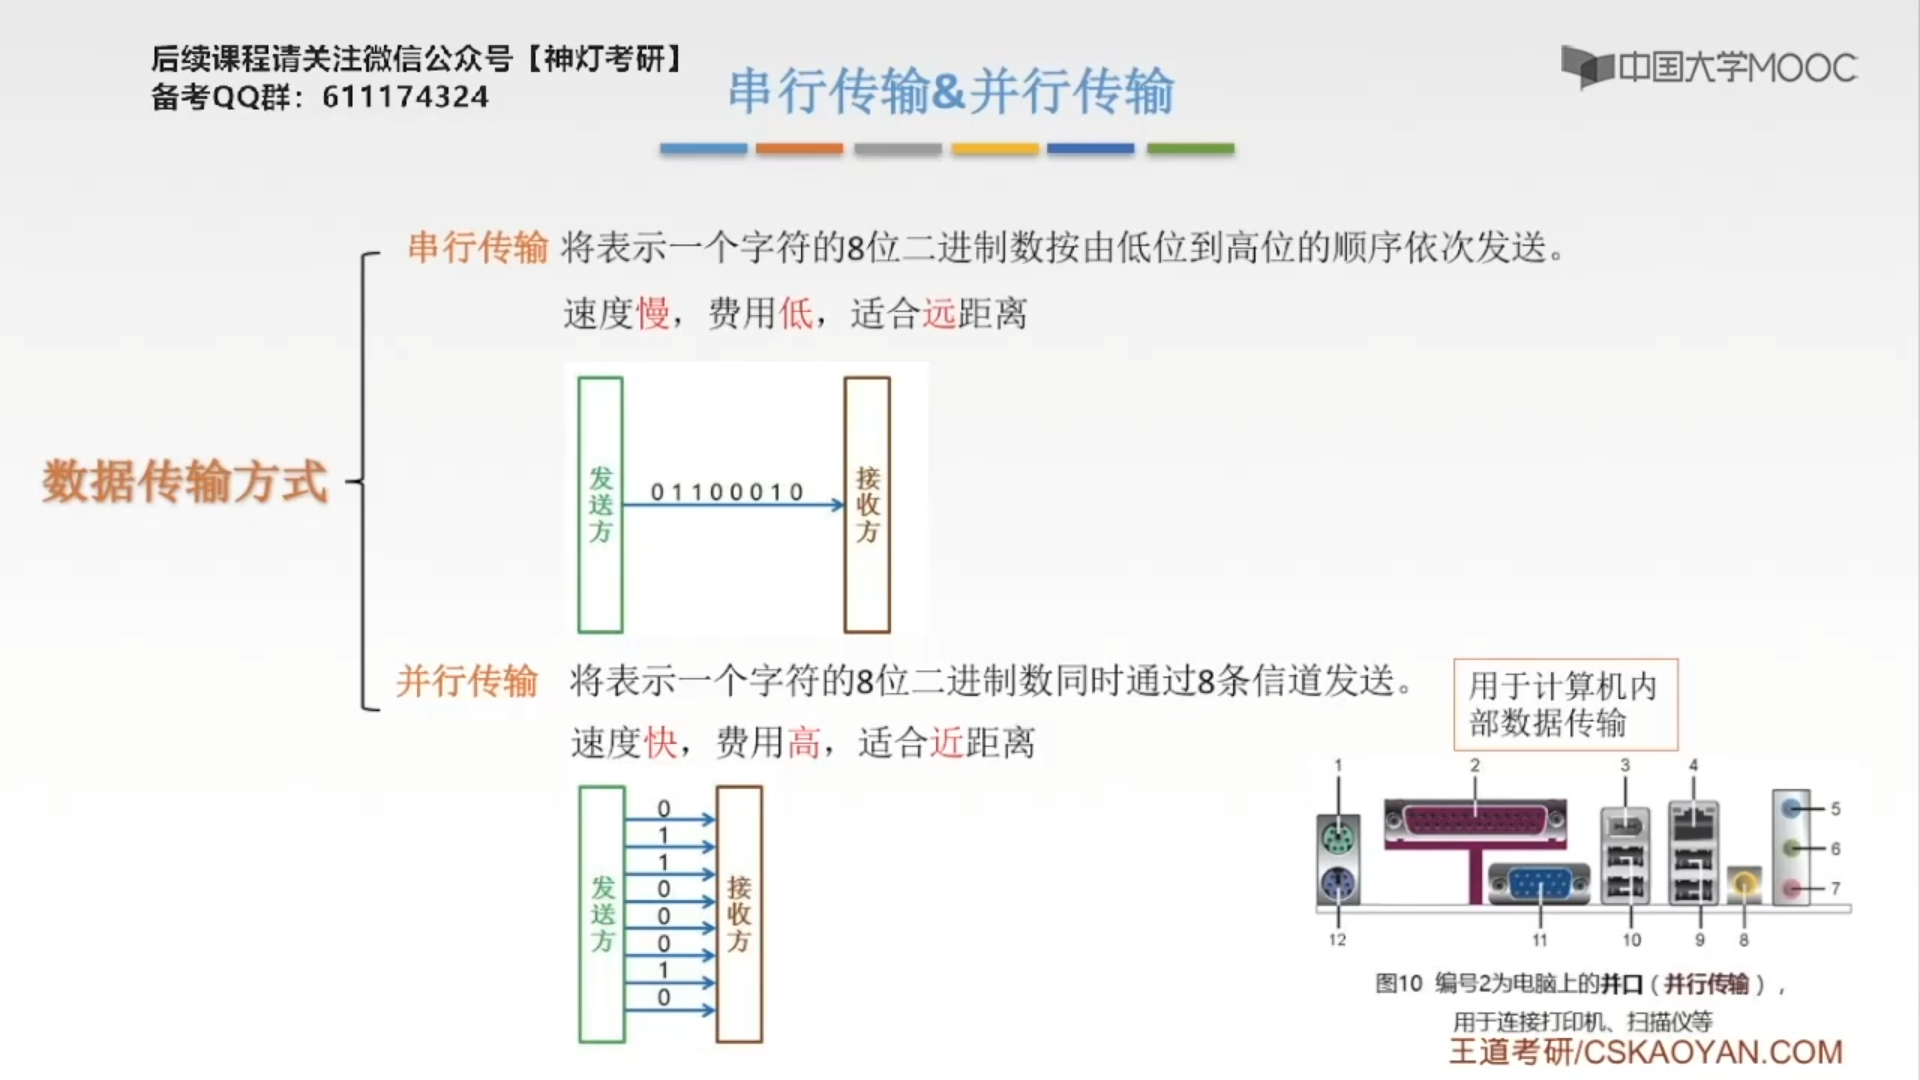 后续课程请关注微信公众号【神灯考研】
备考QQ群：611174324
串行传输&并行传输
中国大学MOOC
数据传输方式
串行传输 将表示一个字符的8位二进制数按由低位到高位的顺序依次发送。
速度慢，费用低，适合远距离
发送方
01100010
接收方
并行传输 将表示一个字符的8位二进制数同时通过8条信道发送。
速度快，费用高，适合近距离
发送方
0
1
1
0
0
0
1
0
接收方
用于计算机内
部数据传输
1 2 3 4
5
6
7
12 11 10 9 8
图10 编号2为电脑上的并口（并行传输），
用于连接打印机、扫描仪等
王道考研/CSKAOYAN.COM